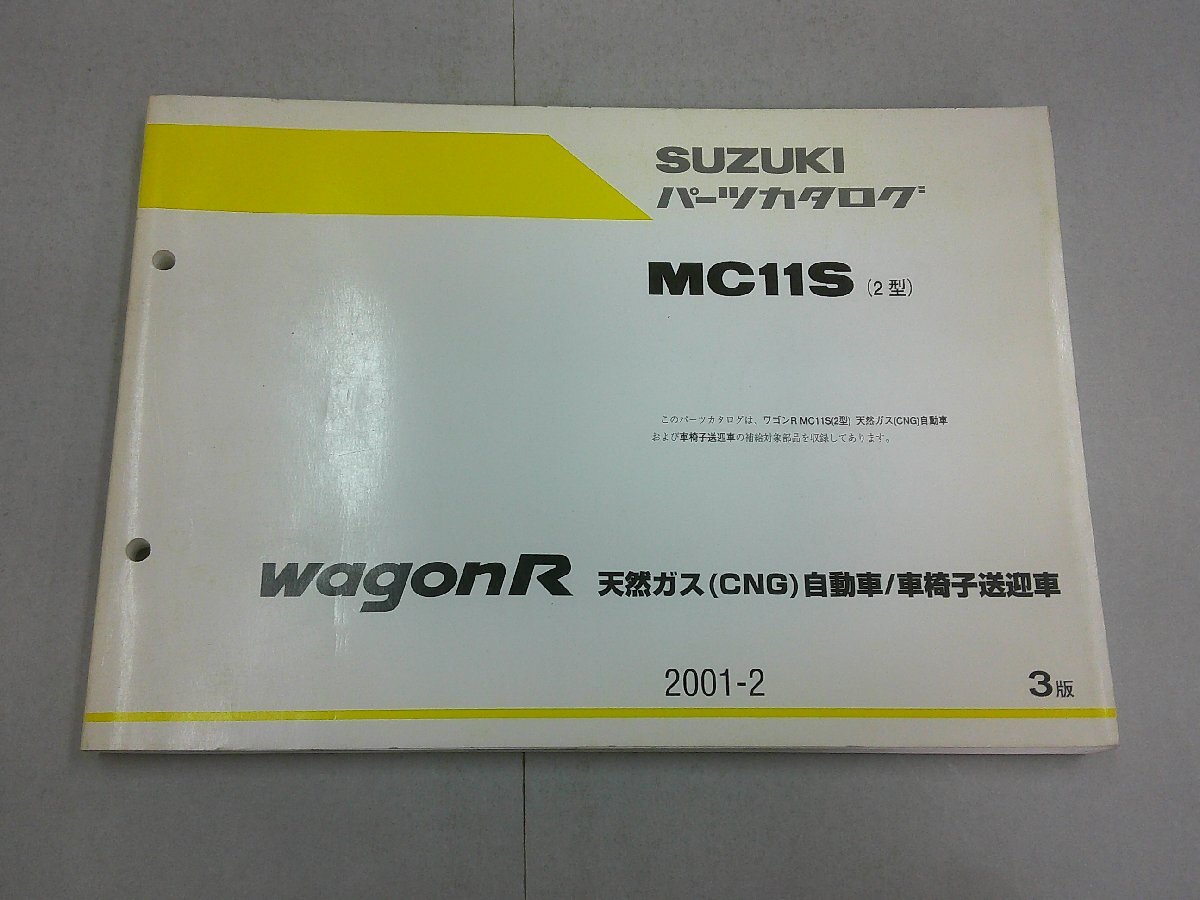 SUZUKI
パーツカタログ
MC11S (2型)
このパーツカタログは、ワゴンR MC11S(2型) 天然ガス(CNG)自動車
および車椅子送迎車の補給対象部品を収録してあります。
wagonR 天然ガス(CNG)自動車/車椅子送迎車
2001-2 3版